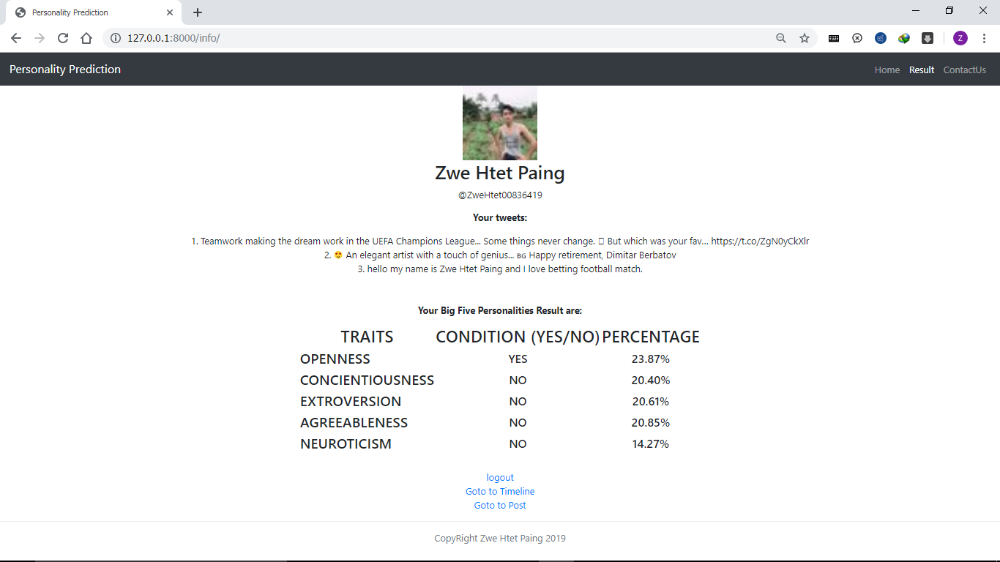 Personality Prediction
127.0.0.1:8000/info/
Z
Personality Prediction
Home Result ContactUs
Zwe Htet Paing
@ZweHtet00836419
Your tweets:
1. Teamwork making the dream work in the UEFA Champions League... Some things never change. But which was your fav… https://t.co/ZgN0yCkXlr
2. 😍 An elegant artist with a touch of genius... BG Happy retirement, Dimitar Berbatov
3. hello my name is Zwe Htet Paing and I love betting football match.
Your Big Five Personalities Result are:
TRAITS CONDITION (YES/NO) PERCENTAGE
OPENNESS YES 23.87%
CONCIENTIOUSNESS NO 20.40%
EXTROVERSION NO 20.61%
AGREEABLENESS NO 20.85%
NEUROTICISM NO 14.27%
logout
Goto to Timeline
Goto to Post
CopyRight Zwe Htet Paing 2019